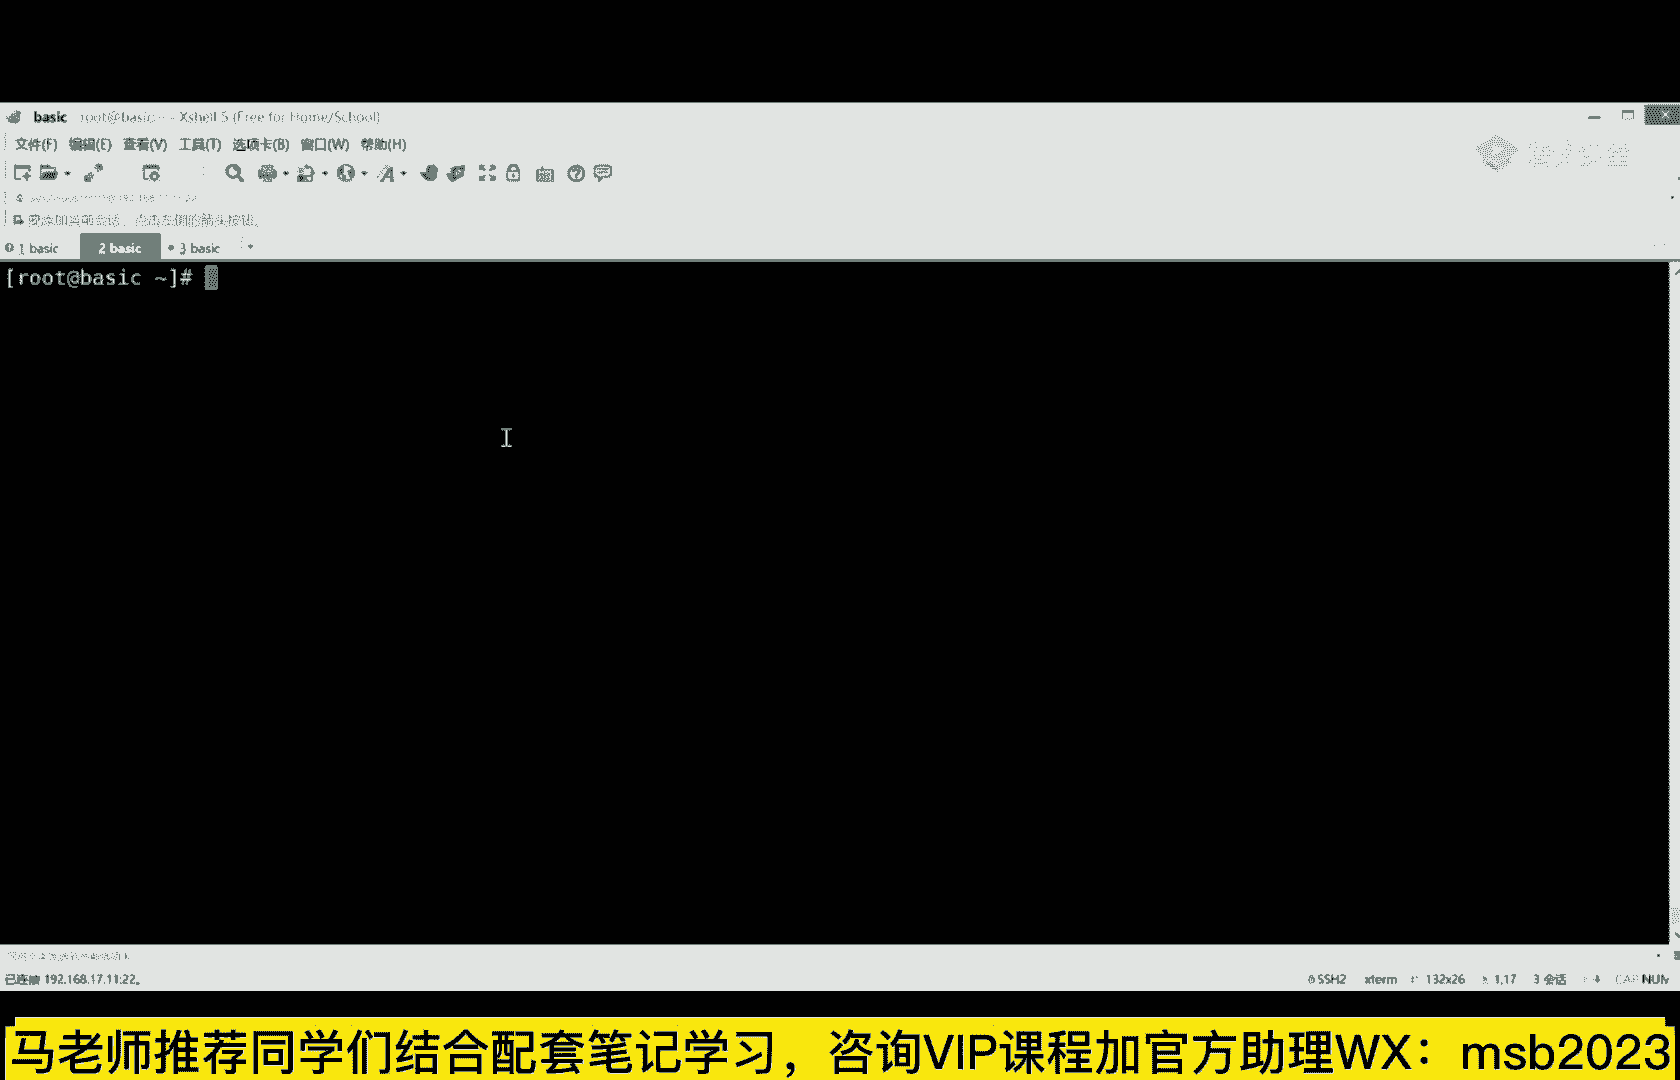 basic root@basic:~ - Xshell 5 (Free for Home/School)
文件(F) 编辑(E) 查看(V) 工具(T) 选项卡(B) 窗口(W) 帮助(H)
要添加当前会话，点击左侧的箭头按钮。
1 basic 2 basic 3 basic
[root@basic ~]#
已连接 192.168.17.11:22。 SSH2 xterm 132x26 1,17 3 会话 CAP NUM
马老师推荐同学们结合配套笔记学习，咨询VIP课程加官方助理WX：msb2023